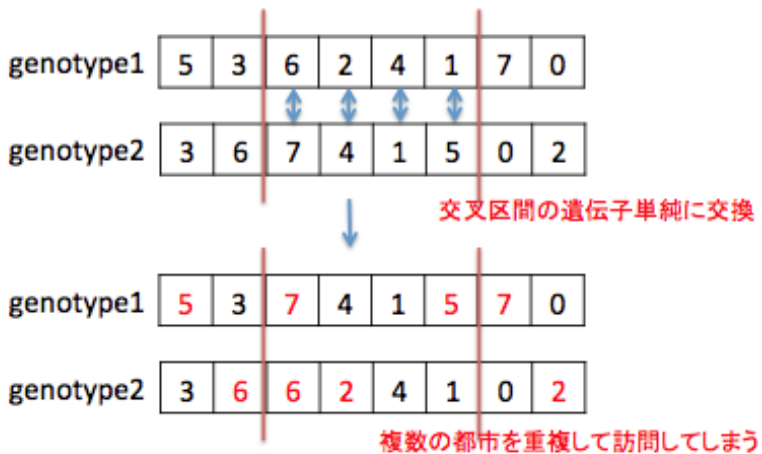 genotype1 5 3 6 2 4 1 7 0
genotype2 3 6 7 4 1 5 0 2
交叉区間の遺伝子単純に交換
genotype1 5 3 7 4 1 5 7 0
genotype2 3 6 6 2 4 1 0 2
複数の都市を重複して訪問してしまう